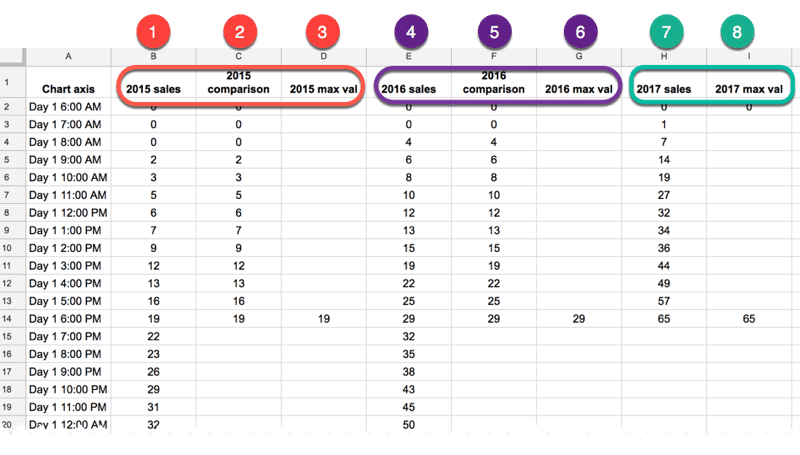 1 2 3 4 5 6 7 8
A B C D E F G H I
1 Chart axis 2015 sales 2015 comparison 2015 max val 2016 sales 2016 comparison 2016 max val 2017 sales 2017 max val
2 Day 1 6:00 AM 0 0 0 0 0 0
3 Day 1 7:00 AM 0 0 0 0 1
4 Day 1 8:00 AM 0 0 4 4 7
5 Day 1 9:00 AM 2 2 6 6 14
6 Day 1 10:00 AM 3 3 8 8 19
7 Day 1 11:00 AM 5 5 10 10 27
8 Day 1 12:00 PM 6 6 12 12 32
9 Day 1 1:00 PM 7 7 13 13 34
10 Day 1 2:00 PM 9 9 15 15 36
11 Day 1 3:00 PM 12 12 19 19 44
12 Day 1 4:00 PM 13 13 22 22 49
13 Day 1 5:00 PM 16 16 25 25 57
14 Day 1 6:00 PM 19 19 19 29 29 29 65 65
15 Day 1 7:00 PM 22 32
16 Day 1 8:00 PM 23 35
17 Day 1 9:00 PM 26 38
18 Day 1 10:00 PM 29 43
19 Day 1 11:00 PM 31 45
20 Day 1 12:00 AM 32 50